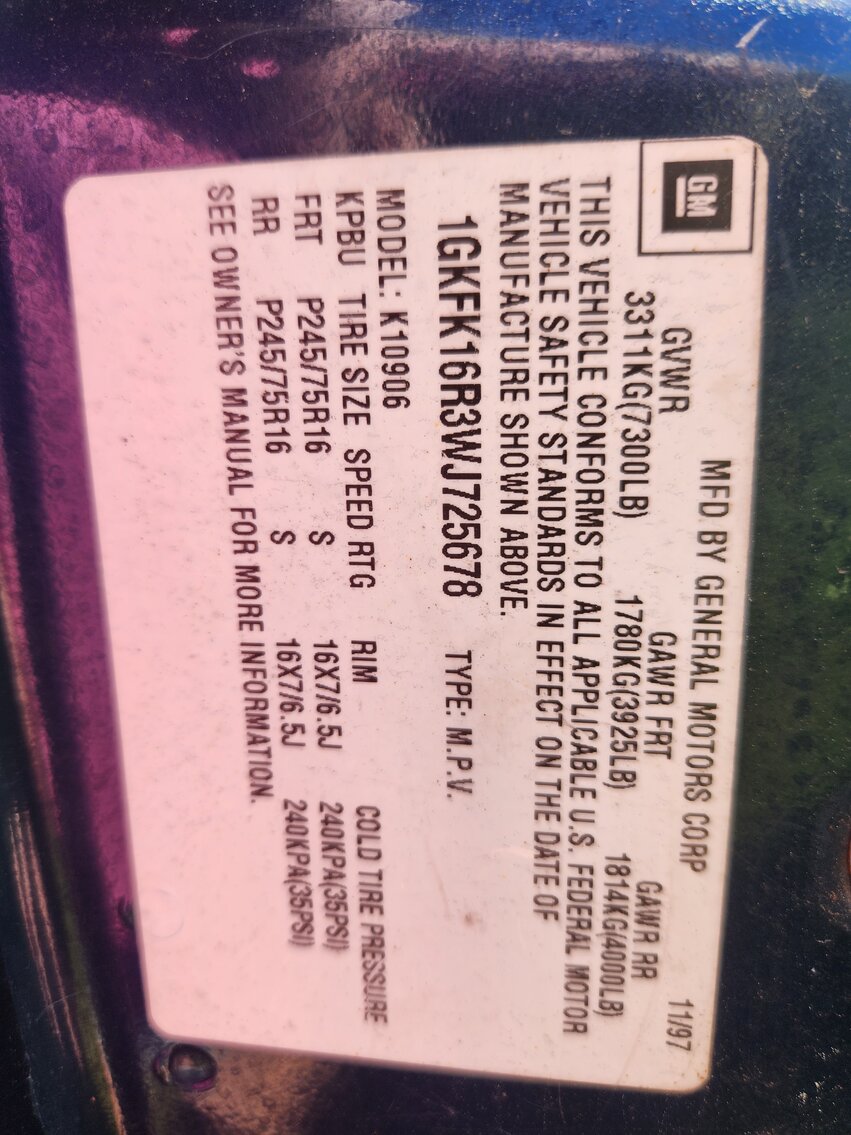 GM
MFD BY GENERAL MOTORS CORP 11/97
GVWR GAWR FRT GAWR RR
3311KG(7300LB) 1780KG(3925LB) 1814KG(4000LB)
THIS VEHICLE CONFORMS TO ALL APPLICABLE U.S. FEDERAL MOTOR
VEHICLE SAFETY STANDARDS IN EFFECT ON THE DATE OF
MANUFACTURE SHOWN ABOVE.
1GKFK16R3WJ725678 TYPE: M.P.V.
MODEL: K10906
KPBU TIRE SIZE SPEED RTG RIM COLD TIRE PRESSURE
FRT P245/75R16 S 16X7/6.5J 240KPA(35PSI)
RR P245/75R16 S 16X7/6.5J 240KPA(35PSI)
SEE OWNER'S MANUAL FOR MORE INFORMATION.